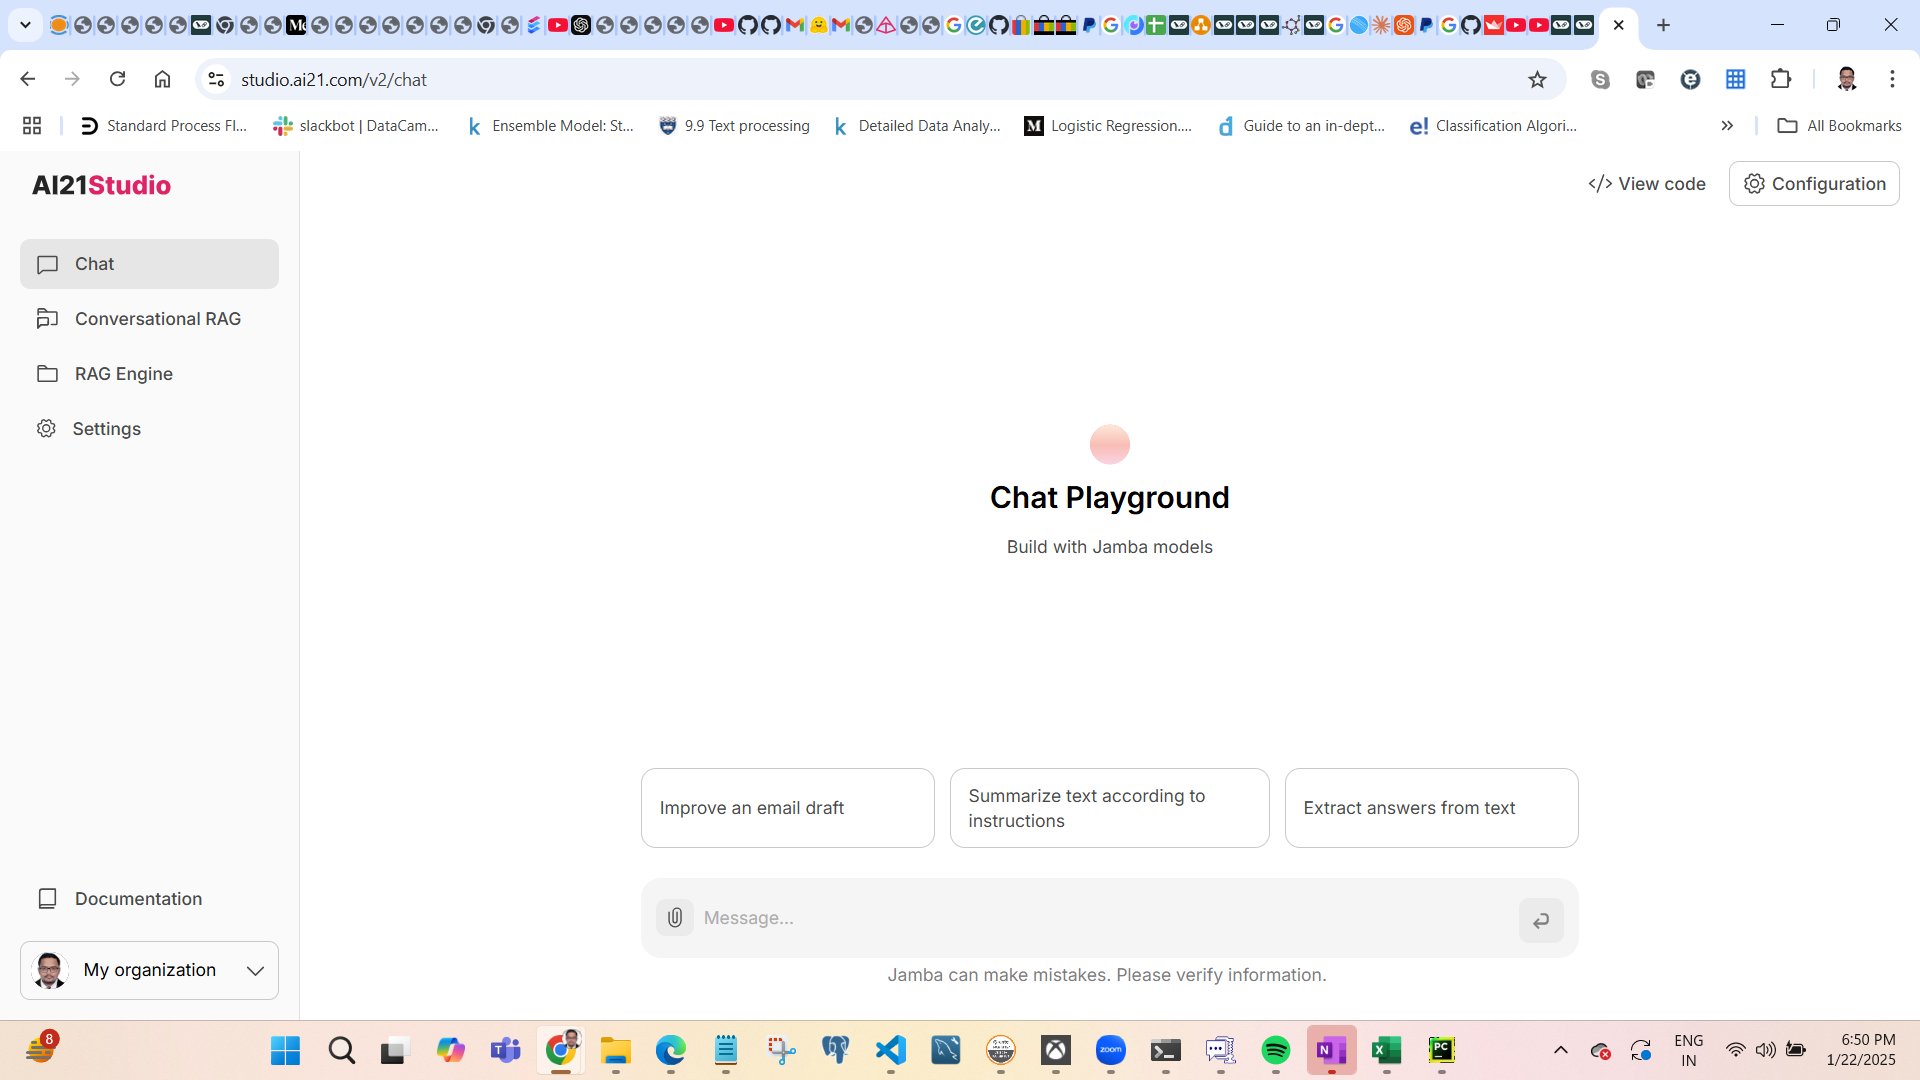 studio.ai21.com/v2/chat
Standard Process Fl...
slackbot | DataCam...
Ensemble Model: St...
9.9 Text processing
Detailed Data Analy...
Logistic Regression....
Guide to an in-dept...
Classification Algori...
All Bookmarks
AI21Studio
</> View code
Configuration
Chat
Conversational RAG
RAG Engine
Settings
Chat Playground
Build with Jamba models
Improve an email draft
Summarize text according to
instructions
Extract answers from text
Message...
Jamba can make mistakes. Please verify information.
Documentation
My organization
8
zoom
ENG
IN
6:50 PM
1/22/2025